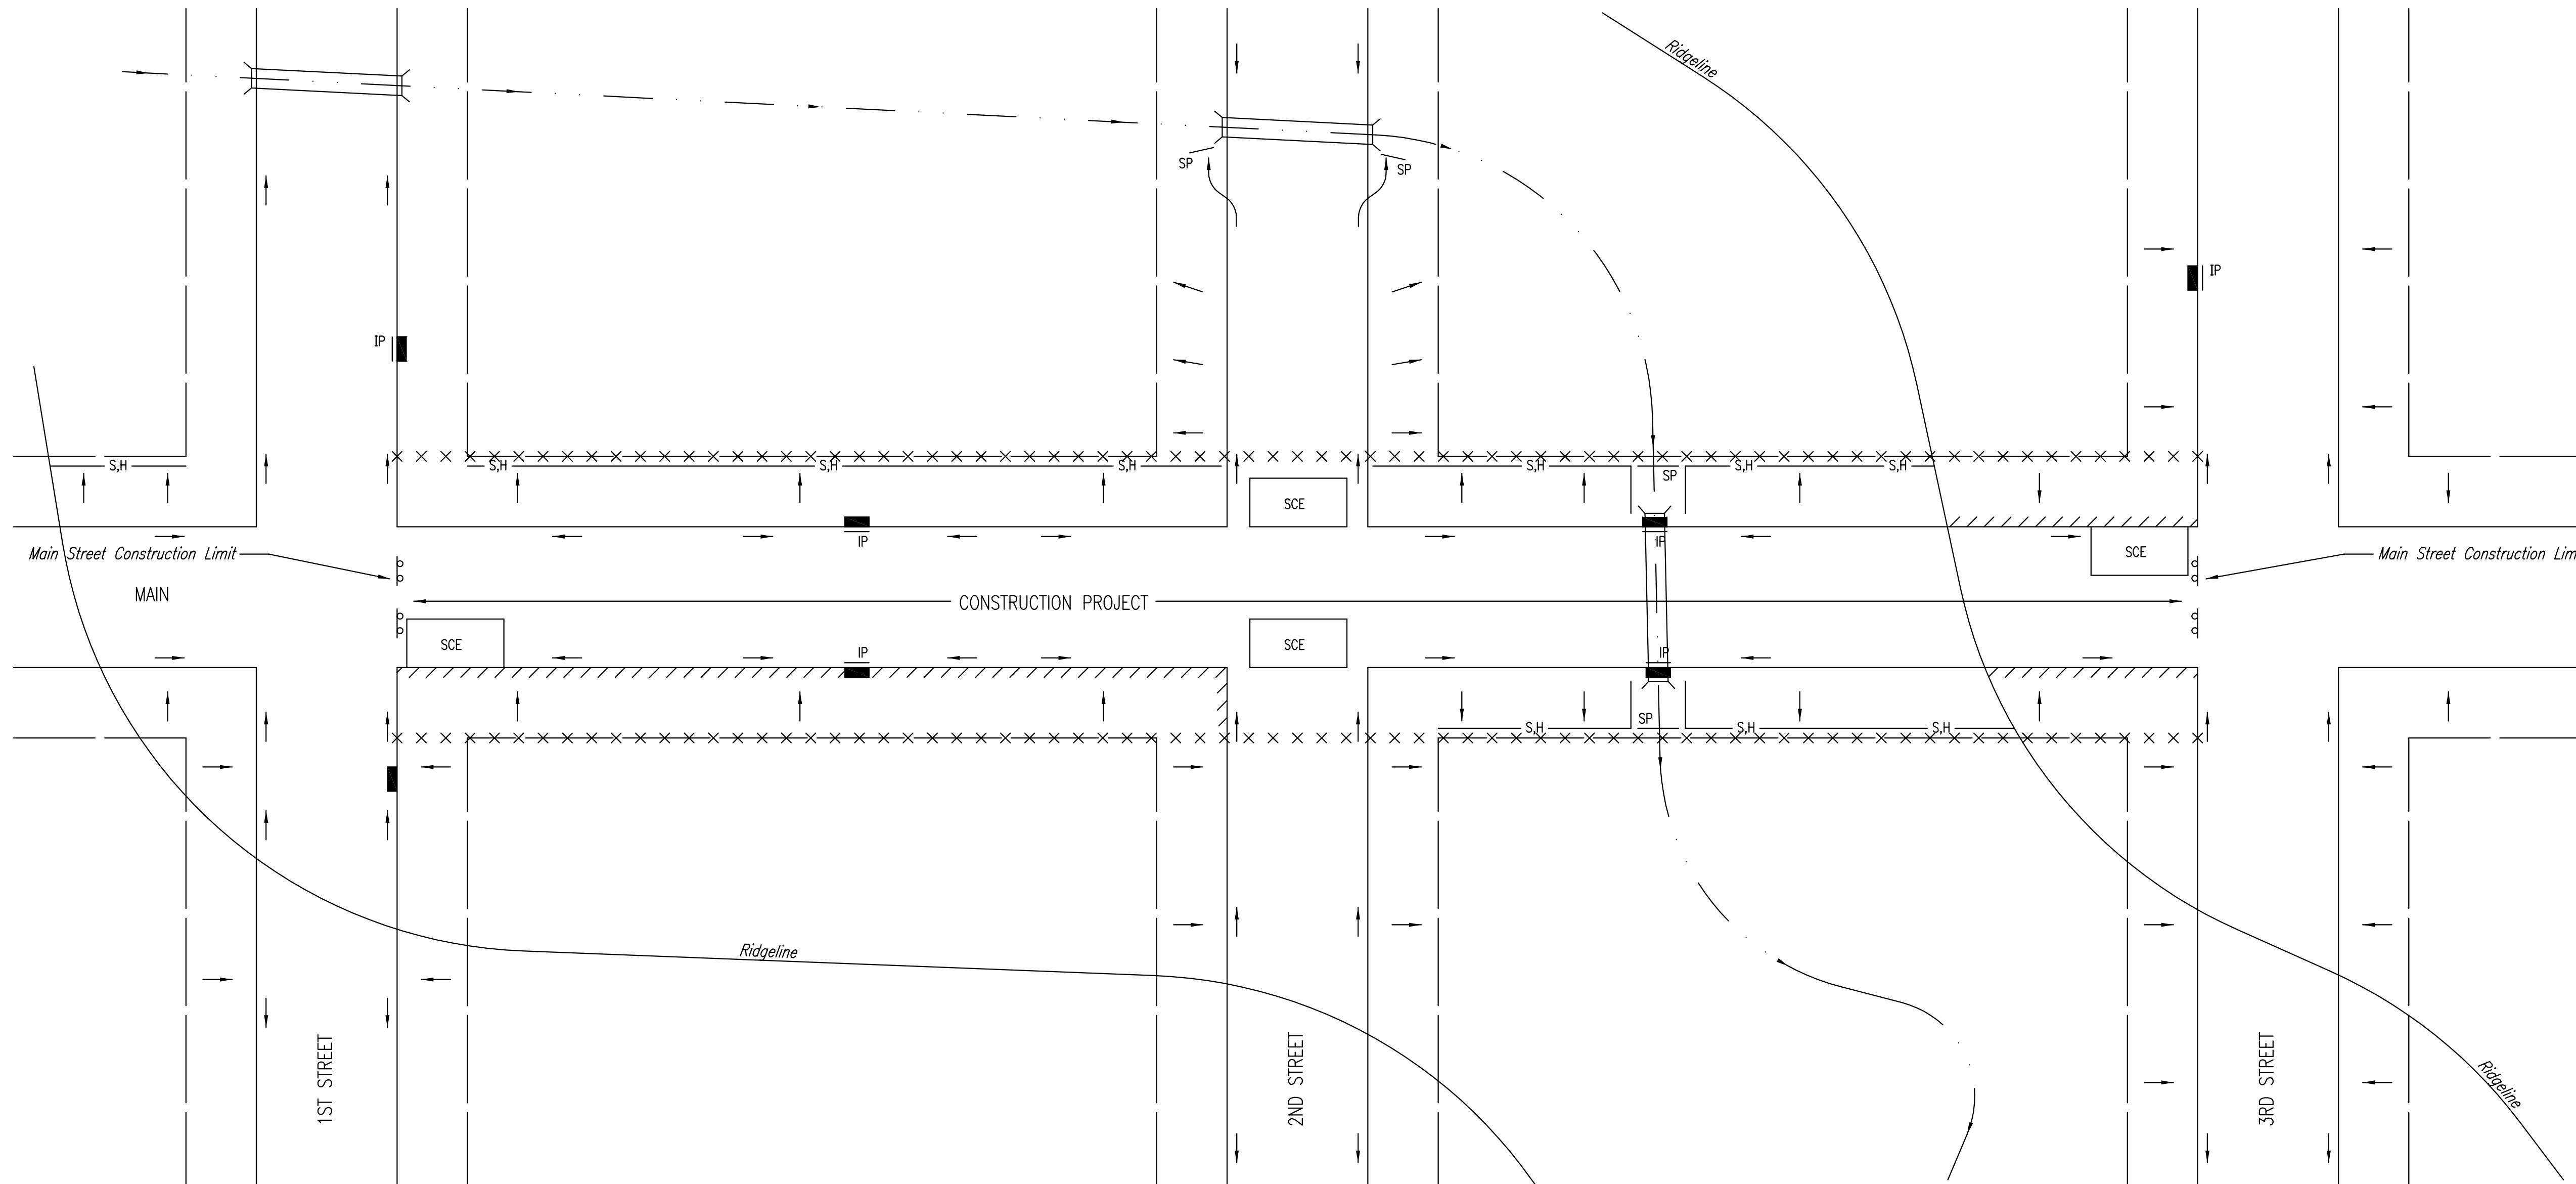 Ridgeline
SP
SP
IP
IP
S,H
S,H
S,H
S,H
S,H
SP
S,H
S,H
SCE
IP
IP
SCE
Main Street Construction Limit
Main Street Construction Lim
MAIN
CONSTRUCTION PROJECT
SCE
SCE
IP
IP
SP
S,H
S,H
S,H
Ridgeline
1ST STREET
2ND STREET
3RD STREET
Ridgeline